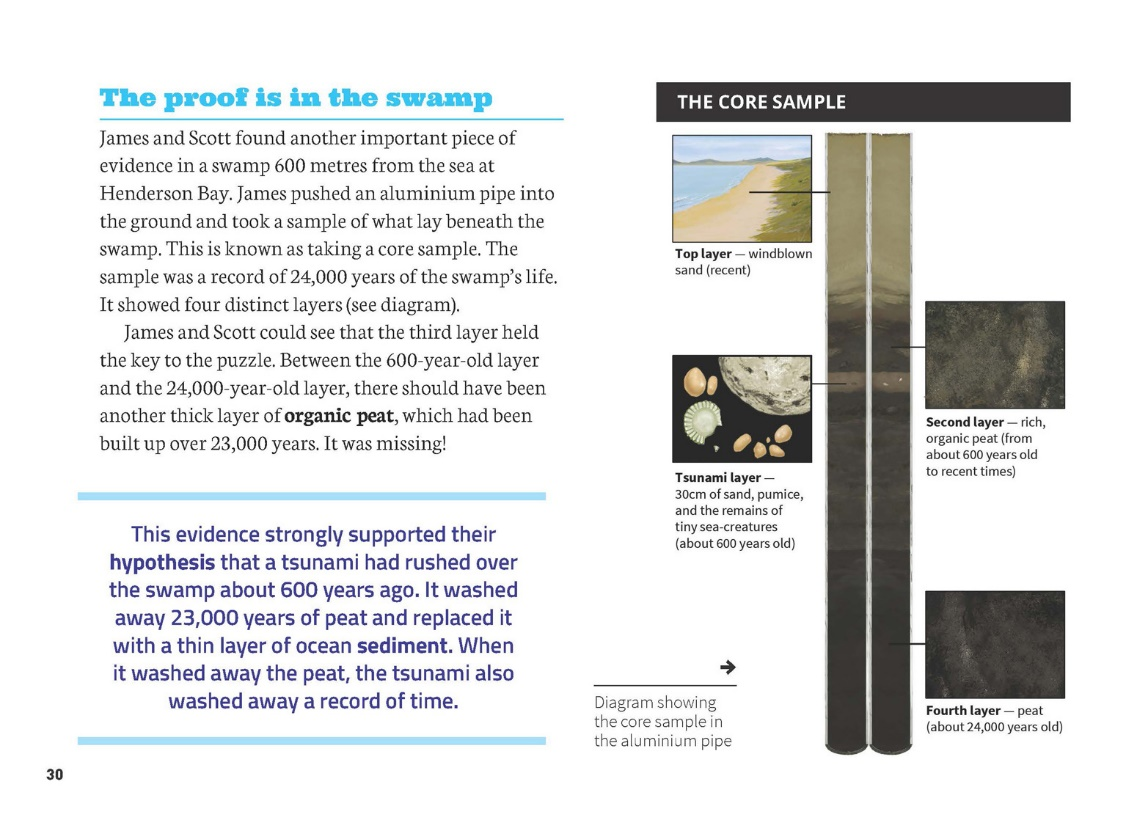 The proof is in the swamp
James and Scott found another important piece of
evidence in a swamp 600 metres from the sea at
Henderson Bay. James pushed an aluminium pipe into
the ground and took a sample of what lay beneath the
swamp. This is known as taking a core sample. The
sample was a record of 24,000 years of the swamp's life.
It showed four distinct layers (see diagram).
James and Scott could see that the third layer held
the key to the puzzle. Between the 600-year-old layer
and the 24,000-year-old layer, there should have been
another thick layer of organic peat, which had been
built up over 23,000 years. It was missing!
This evidence strongly supported their
hypothesis that a tsunami had rushed over
the swamp about 600 years ago. It washed
away 23,000 years of peat and replaced it
with a thin layer of ocean sediment. When
it washed away the peat, the tsunami also
washed away a record of time.
30
THE CORE SAMPLE
Top layer — windblown
sand (recent)
Second layer — rich,
organic peat (from
about 600 years old
to recent times)
Tsunami layer —
30cm of sand, pumice,
and the remains of
tiny sea-creatures
(about 600 years old)
Fourth layer — peat
(about 24,000 years old)
Diagram showing
the core sample in
the aluminium pipe